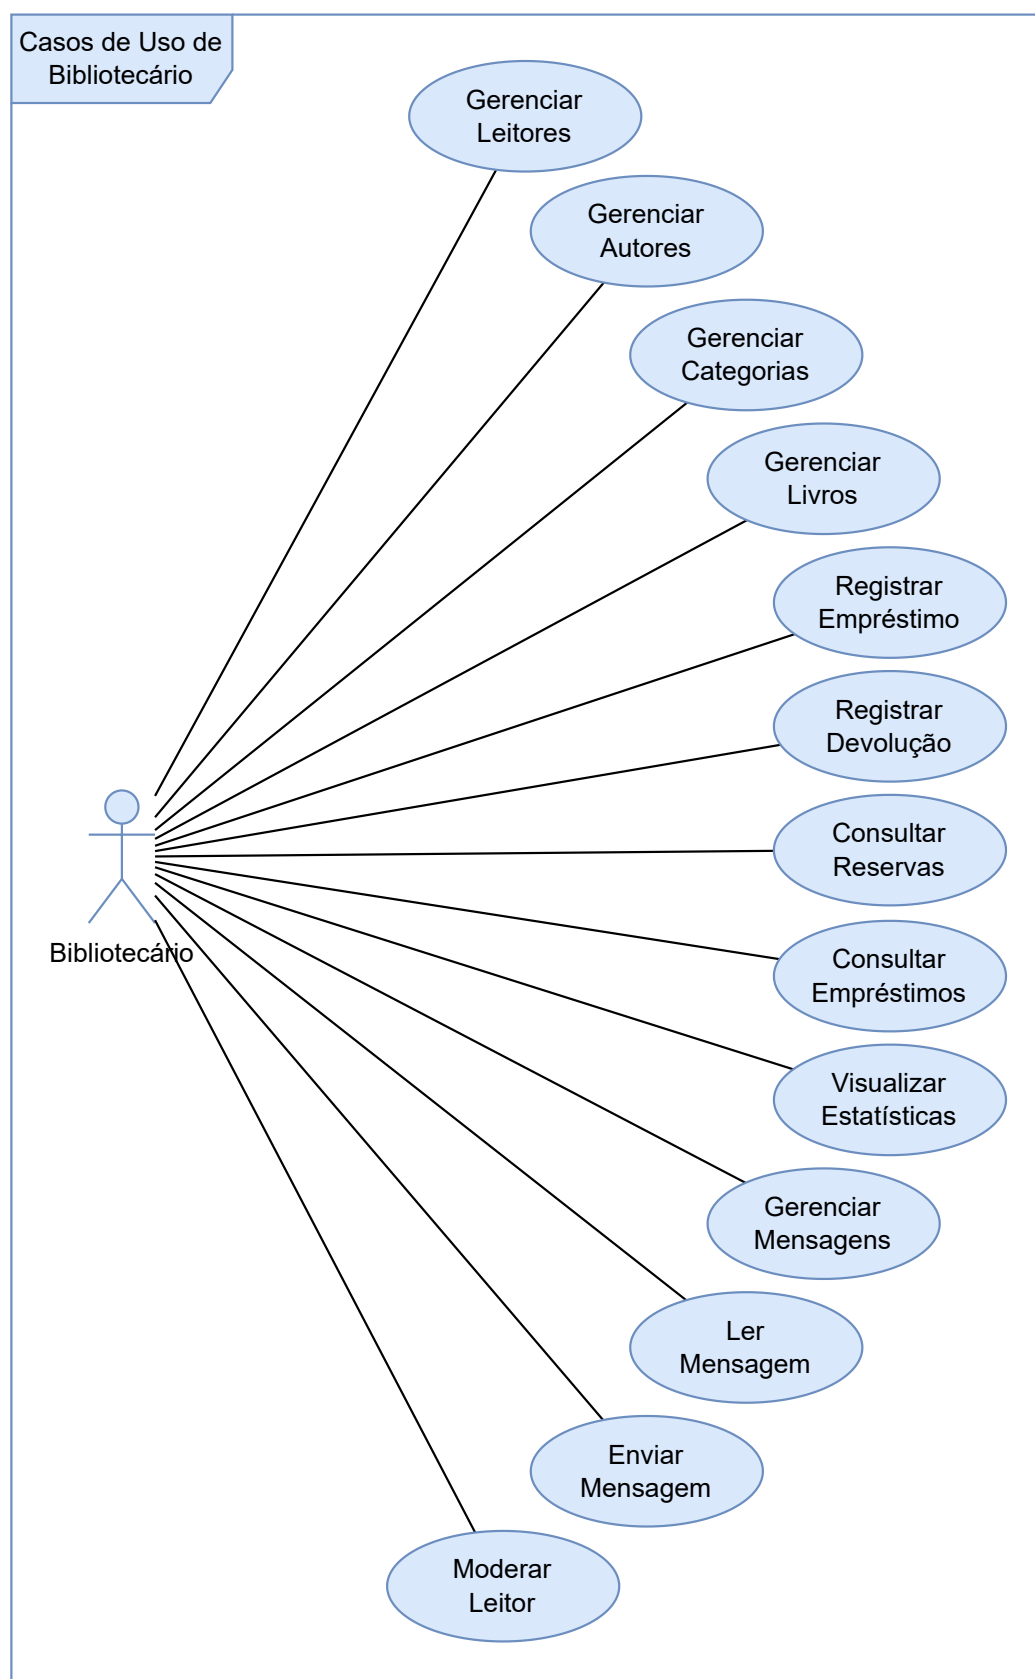 Casos de Uso de
Bibliotecário
Gerenciar
Leitores
Gerenciar
Autores
Gerenciar
Categorias
Gerenciar
Livros
Registrar
Empréstimo
Registrar
Devolução
Consultar
Reservas
Bibliotecário
Consultar
Empréstimos
Visualizar
Estatísticas
Gerenciar
Mensagens
Ler
Mensagem
Enviar
Mensagem
Moderar
Leitor